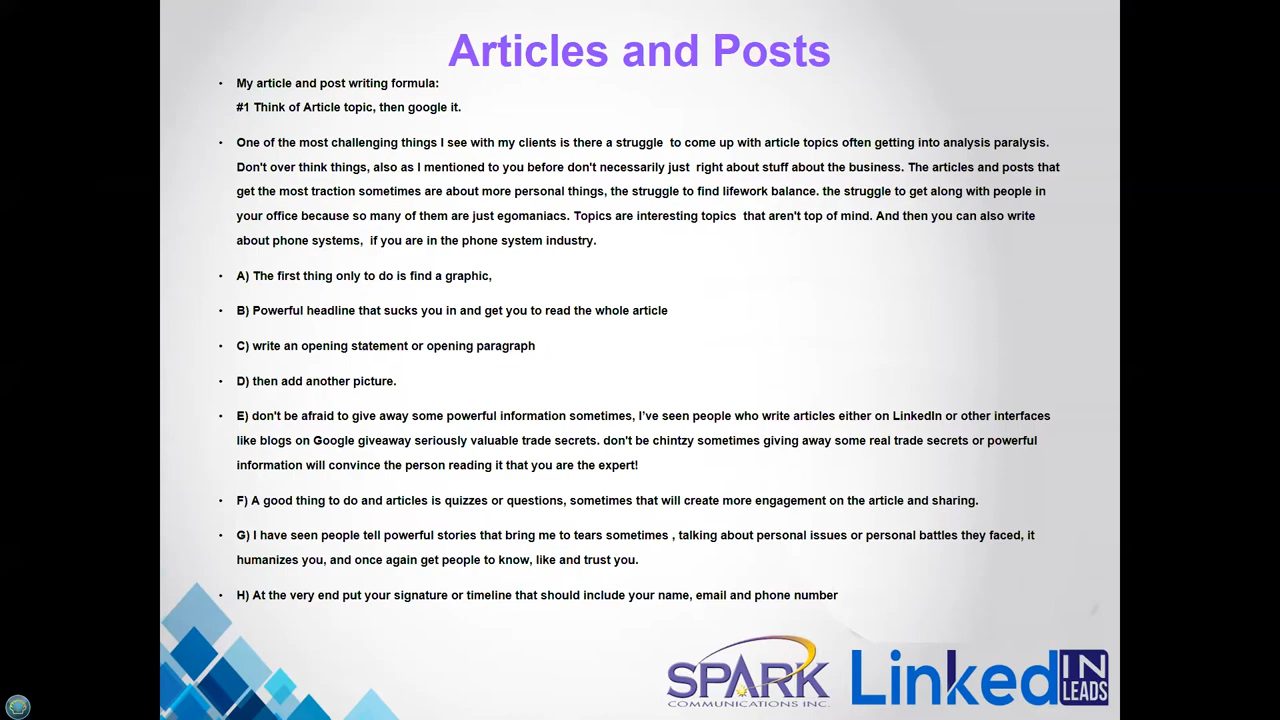 Articles and Posts
• My article and post writing formula:
#1 Think of Article topic, then google it.
• One of the most challenging things I see with my clients is there a struggle  to come up with article topics often getting into analysis paralysis.
Don't over think things, also as I mentioned to you before don't necessarily just  right about stuff about the business. The articles and posts that
get the most traction sometimes are about more personal things, the struggle to find lifework balance. the struggle to get along with people in
your office because so many of them are just egomaniacs. Topics are interesting topics  that aren't top of mind. And then you can also write
about phone systems,  if you are in the phone system industry.
• A) The first thing only to do is find a graphic,
• B) Powerful headline that sucks you in and get you to read the whole article
• C) write an opening statement or opening paragraph
• D) then add another picture.
• E) don't be afraid to give away some powerful information sometimes, I’ve seen people who write articles either on LinkedIn or other interfaces
like blogs on Google giveaway seriously valuable trade secrets. don't be chintzy sometimes giving away some real trade secrets or powerful
information will convince the person reading it that you are the expert!
• F) A good thing to do and articles is quizzes or questions, sometimes that will create more engagement on the article and sharing.
• G) I have seen people tell powerful stories that bring me to tears sometimes , talking about personal issues or personal battles they faced, it
humanizes you, and once again get people to know, like and trust you.
• H) At the very end put your signature or timeline that should include your name, email and phone number
SPARK
COMMUNICATIONS INC.
Linked IN
LEADS